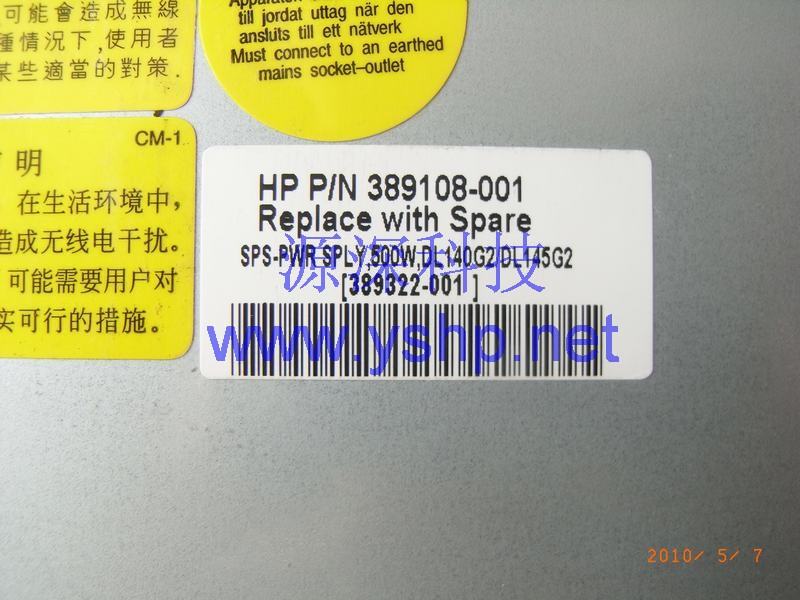 可能會造成無線
種情況下,使用者
某些適當的對策.
till jordat uttag när den
ansluts till ett nätverk
Must connect to an earthed
mains socket-outlet
CM-1
明
在生活环境中，
造成无线电干扰。
可能需要用户对
实可行的措施。
HP P/N 389108-001
Replace with Spare
SPS-PWR SPLY,500W,DL140G2/DL145G2
[389322-001 ]
源深科技
www.yshp.net
2010/ 5/ 7